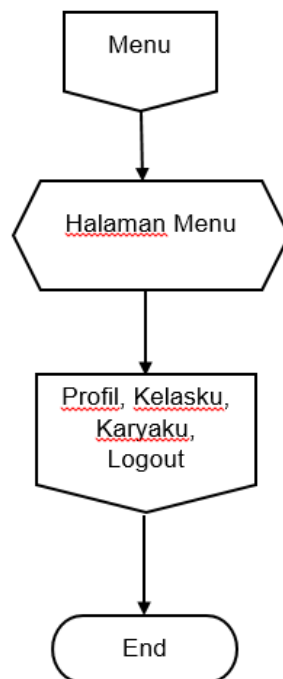 Menu
Halaman Menu
Profil, Kelasku,
Karyaku,
Logout
End